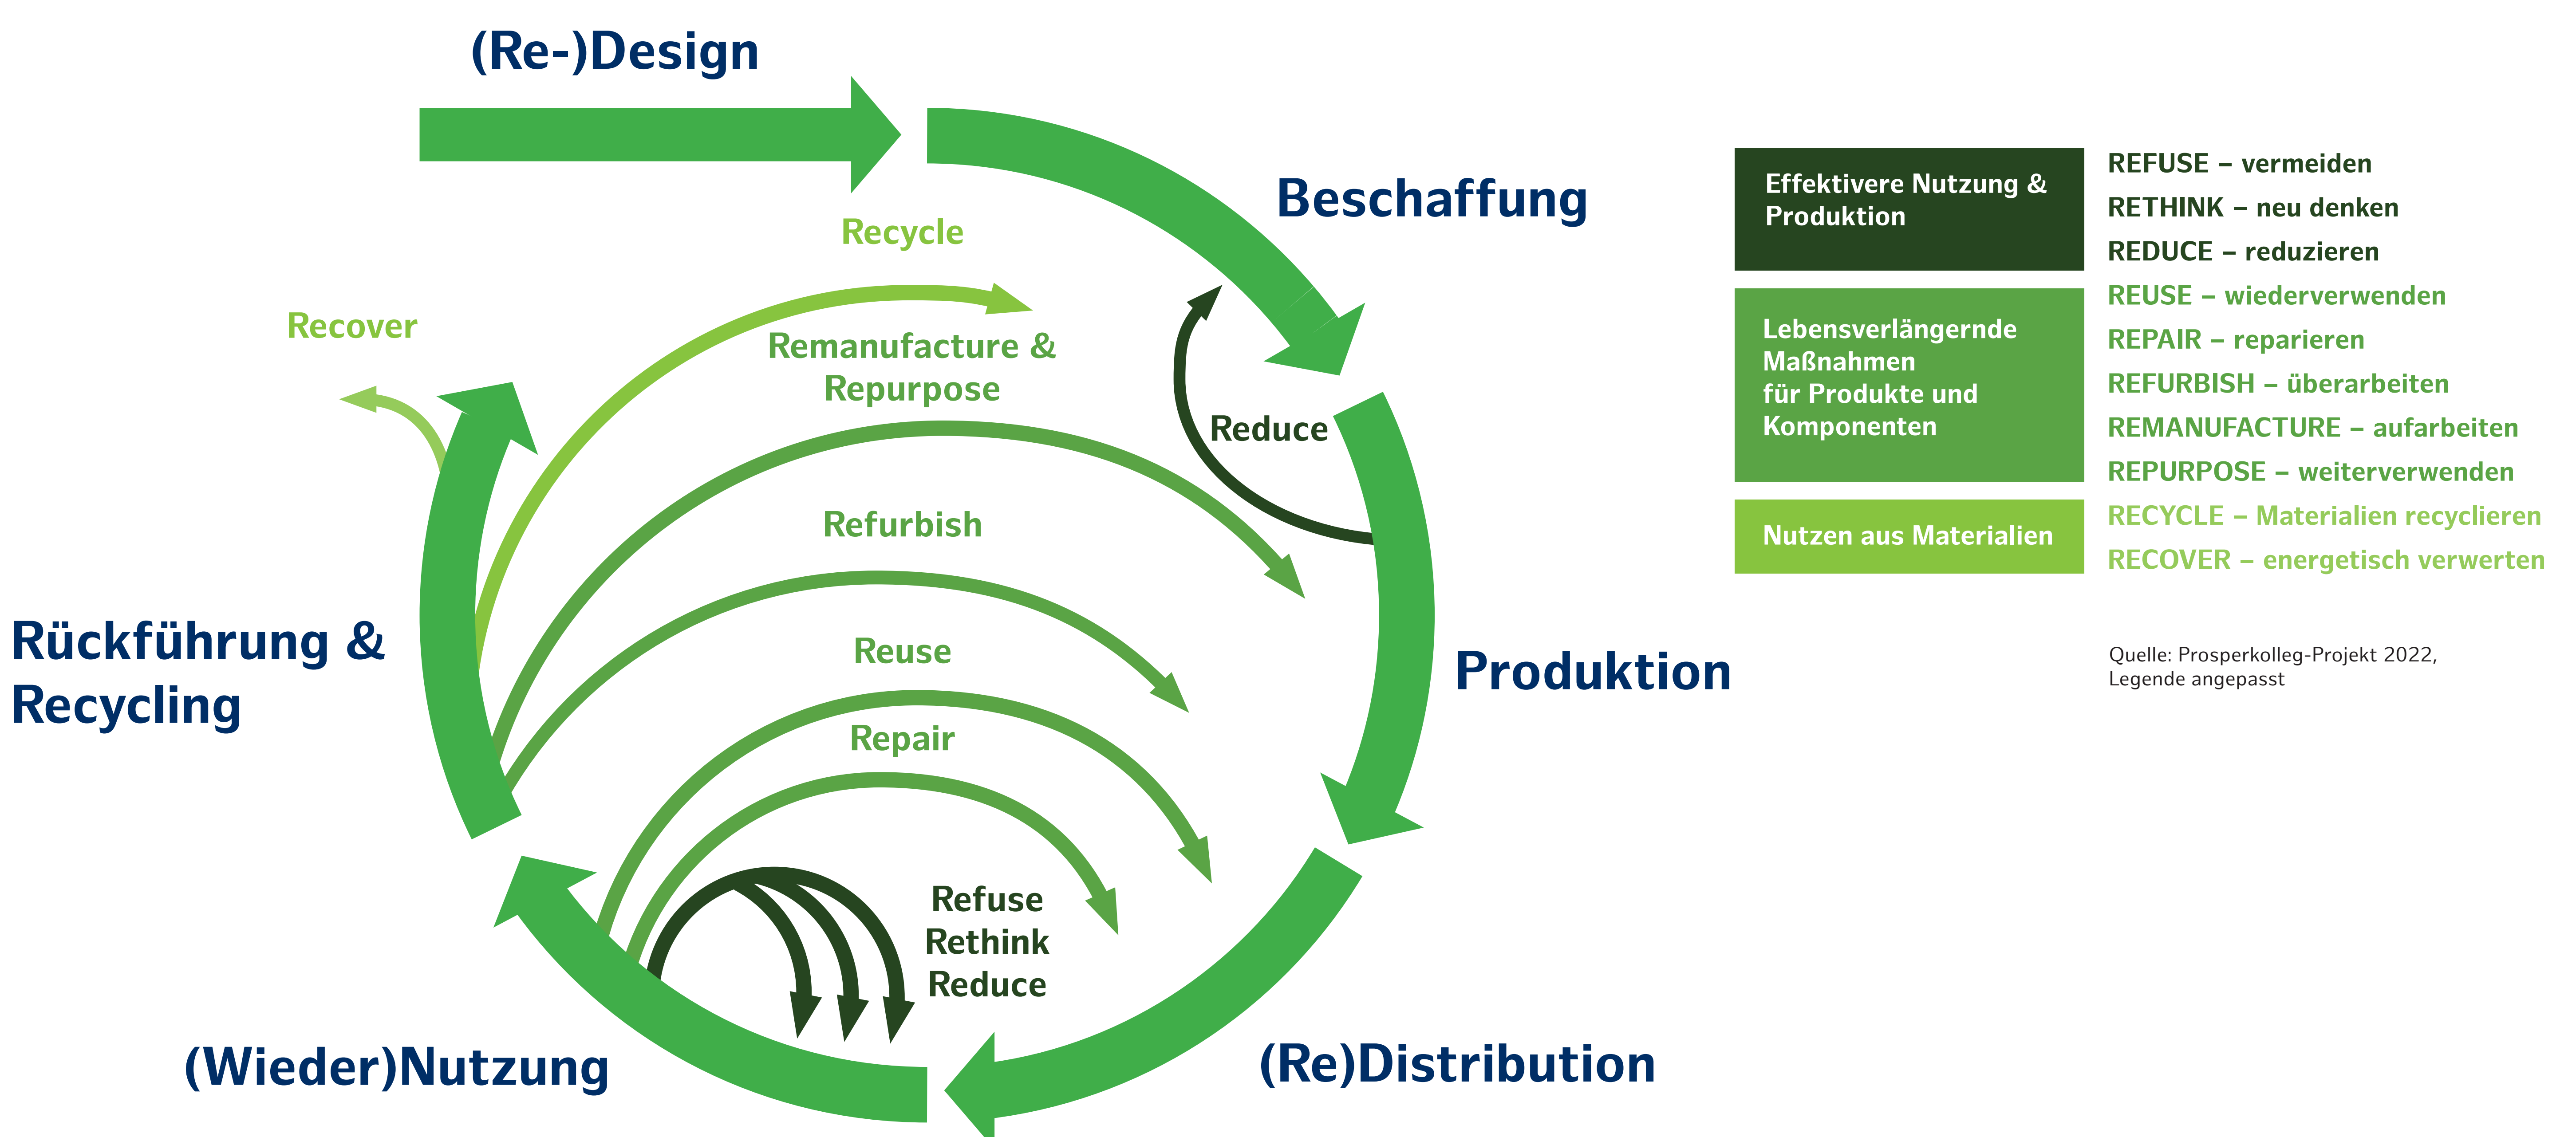 (Re-)Design
Beschaffung
Recycle
Recover
Remanufacture &
Repurpose
Reduce
Refurbish
Reuse
Repair
Rückführung &
Recycling
Produktion
Refuse
Rethink
Reduce
(Wieder)Nutzung
(Re)Distribution
Effektivere Nutzung &
Produktion
Lebensverlängernde
Maßnahmen
für Produkte und
Komponenten
Nutzen aus Materialien
REFUSE – vermeiden
RETHINK – neu denken
REDUCE – reduzieren
REUSE – wiederverwenden
REPAIR – reparieren
REFURBISH – überarbeiten
REMANUFACTURE – aufarbeiten
REPURPOSE – weiterverwenden
RECYCLE – Materialien recyclieren
RECOVER – energetisch verwerten
Quelle: Prosperkolleg-Projekt 2022,
Legende angepasst